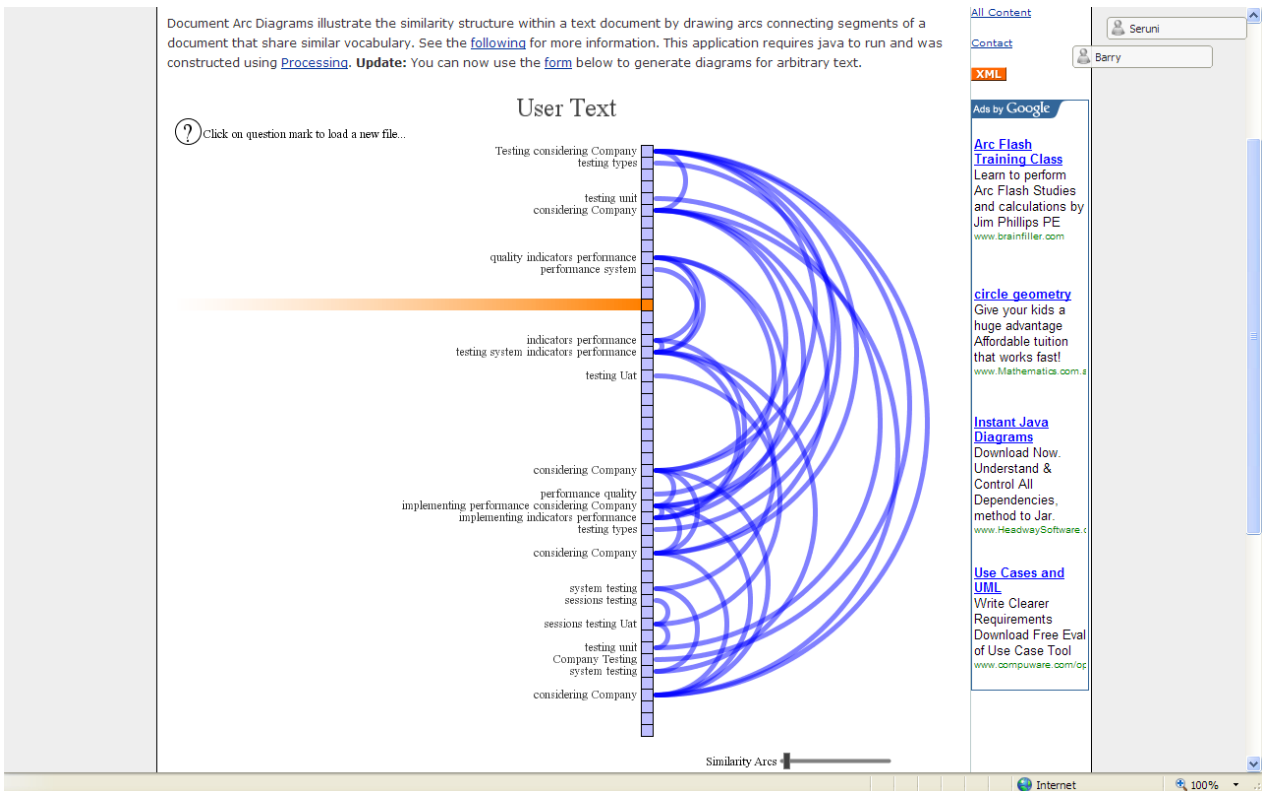 Document Arc Diagrams illustrate the similarity structure within a text document by drawing arcs connecting segments of a
document that share similar vocabulary. See the following for more information. This application requires java to run and was
constructed using Processing. Update: You can now use the form below to generate diagrams for arbitrary text.
User Text
? Click on question mark to load a new file...
Testing considering Company
testing types
testing unit
considering Company
quality indicators performance
performance system
indicators performance
testing system indicators performance
testing Uat
considering Company
performance quality
implementing performance considering Company
implementing indicators performance
testing types
considering Company
system testing
sessions testing
sessions testing Uat
testing unit
Company Testing
system testing
considering Company
Similarity Arcs
All Content
Contact
XML
Ads by Google
Arc Flash
Training Class
Learn to perform
Arc Flash Studies
and calculations by
Jim Phillips PE
www.brainfiller.com
circle geometry
Give your kids a
huge advantage
Affordable tuition
that works fast!
www.Mathematics.com.a
Instant Java
Diagrams
Download Now.
Understand &
Control All
Dependencies,
method to Jar.
www.HeadwaySoftware.c
Use Cases and
UML
Write Clearer
Requirements
Download Free Eval
of Use Case Tool
www.compuware.com/op
Seruni
Barry
Internet
100%